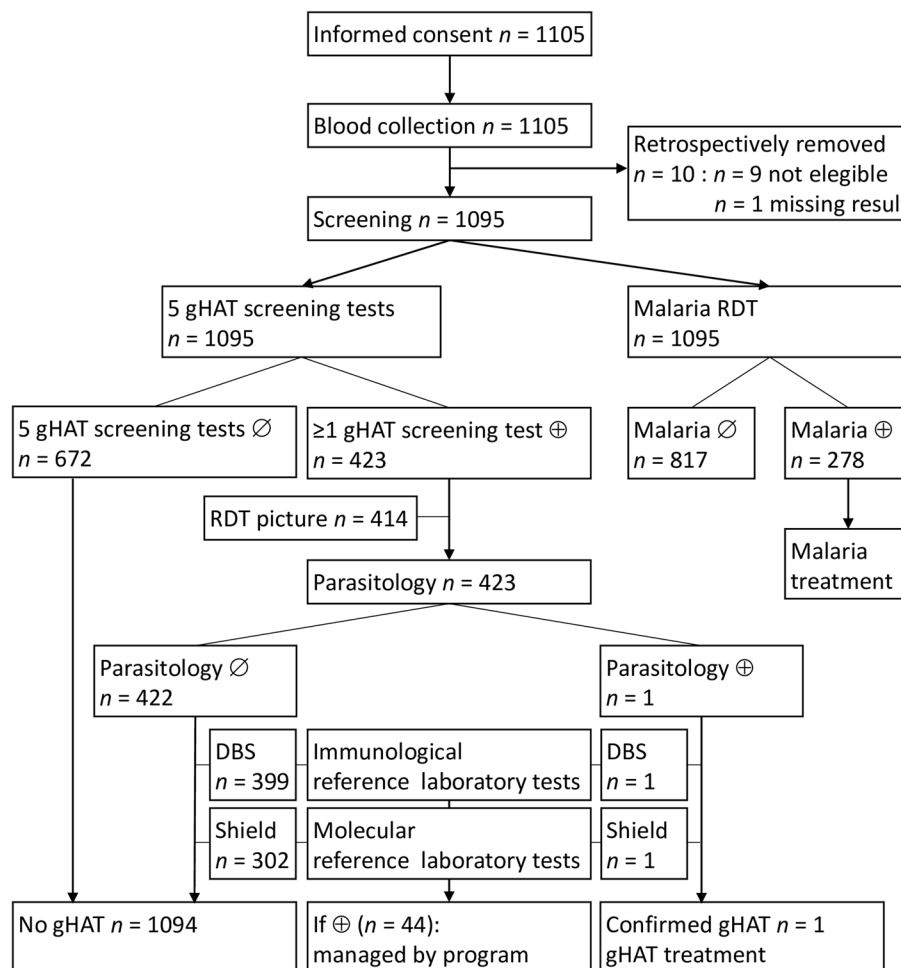 Informed consent n = 1105
Blood collection n = 1105
Retrospectively removed
n = 10 : n = 9 not elegible
n = 1 missing resul
Screening n = 1095
5 gHAT screening tests
n = 1095
Malaria RDT
n = 1095
5 gHAT screening tests ∅
n = 672
≥1 gHAT screening test ⊕
n = 423
Malaria ∅
n = 817
Malaria ⊕
n = 278
RDT picture n = 414
Malaria
treatment
Parasitology n = 423
Parasitology ∅
n = 422
Parasitology ⊕
n = 1
DBS
n = 399
Immunological
reference laboratory tests
DBS
n = 1
Shield
n = 302
Molecular
reference laboratory tests
Shield
n = 1
No gHAT n = 1094
If ⊕ (n = 44):
managed by program
Confirmed gHAT n = 1
gHAT treatment